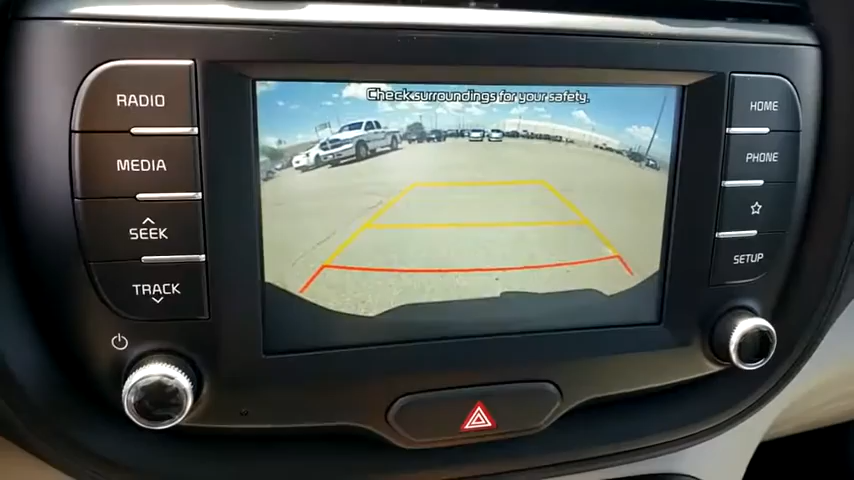 Check surroundings for your safety.
RADIO
MEDIA
SEEK
TRACK
HOME
PHONE
SETUP